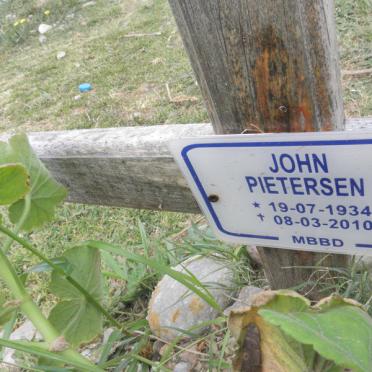 JOHN
PIETERSEN
* 19-07-1934
† 08-03-2010
MBBD